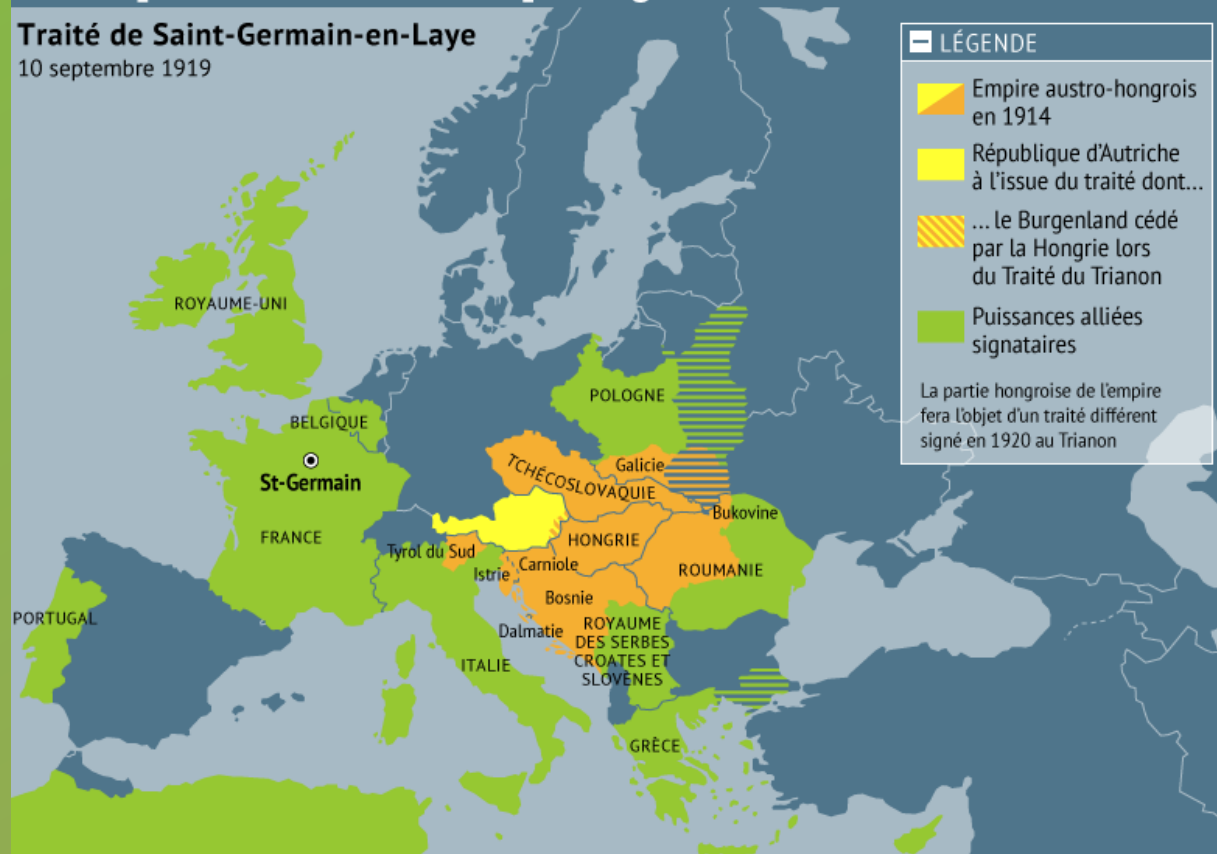 Traité de Saint-Germain-en-Laye
10 septembre 1919
LÉGENDE
Empire austro-hongrois
en 1914
République d'Autriche
à l'issue du traité dont...
... le Burgenland cédé
par la Hongrie lors
du Traité du Trianon
Puissances alliées
signataires
La partie hongroise de l'empire
fera l'objet d'un traité différent
signé en 1920 au Trianon
ROYAUME-UNI
BELGIQUE
POLOGNE
St-Germain
FRANCE
TCHÉCOSLOVAQUIE
Galicie
Bukovine
HONGRIE
Tyrol du Sud
Carniole
Istrie
ROUMANIE
Bosnie
PORTUGAL
Dalmatie
ROYAUME
DES SERBES
CROATES ET
SLOVÈNES
ITALIE
GRÈCE